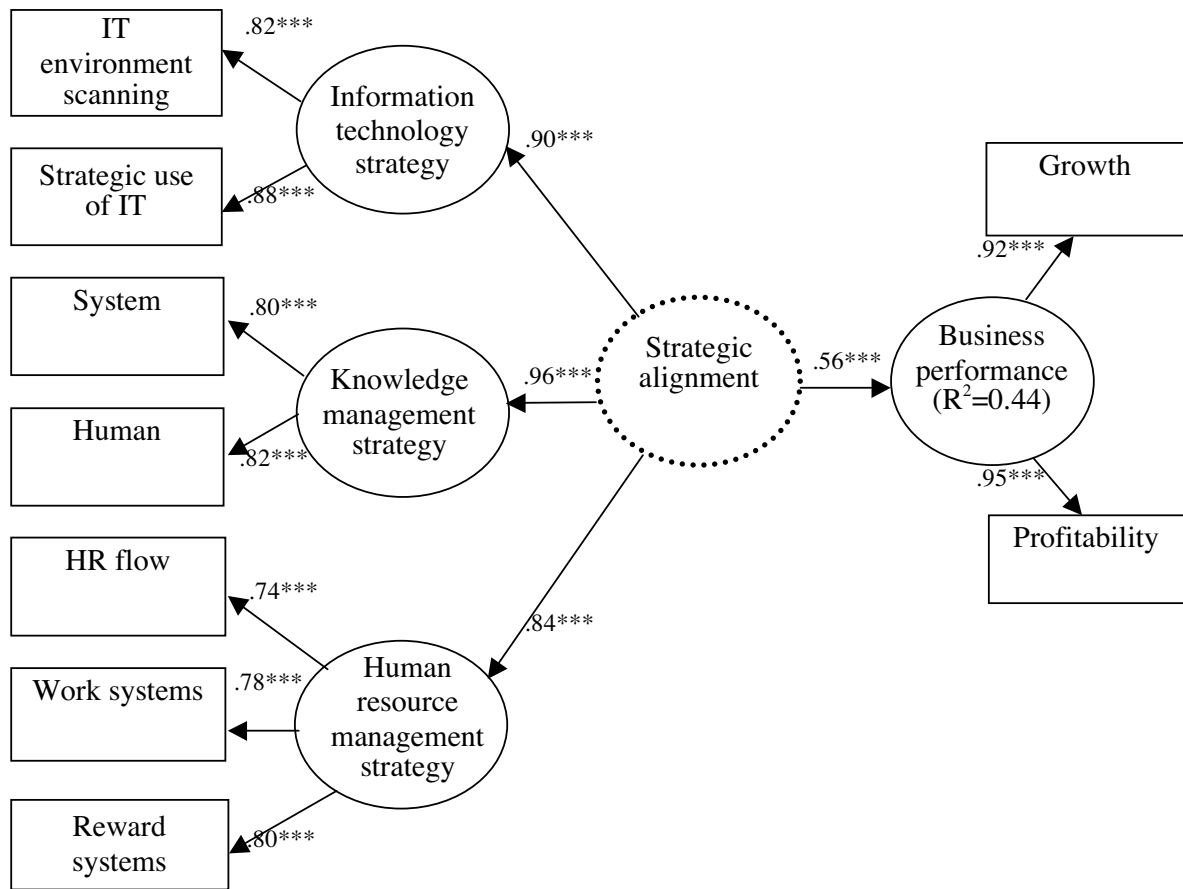 IT
environment
scanning
.82***
Information
technology
strategy
.90***
Strategic use
of IT
.88***
Growth
.92***
System
.80***
Knowledge
management
strategy
.96***
Strategic
alignment
.56***
Business
performance
(R²=0.44)
Human
.82***
.95***
Profitability
HR flow
.74***
.84***
Work systems
.78***
Human
resource
management
strategy
Reward
systems
.80***